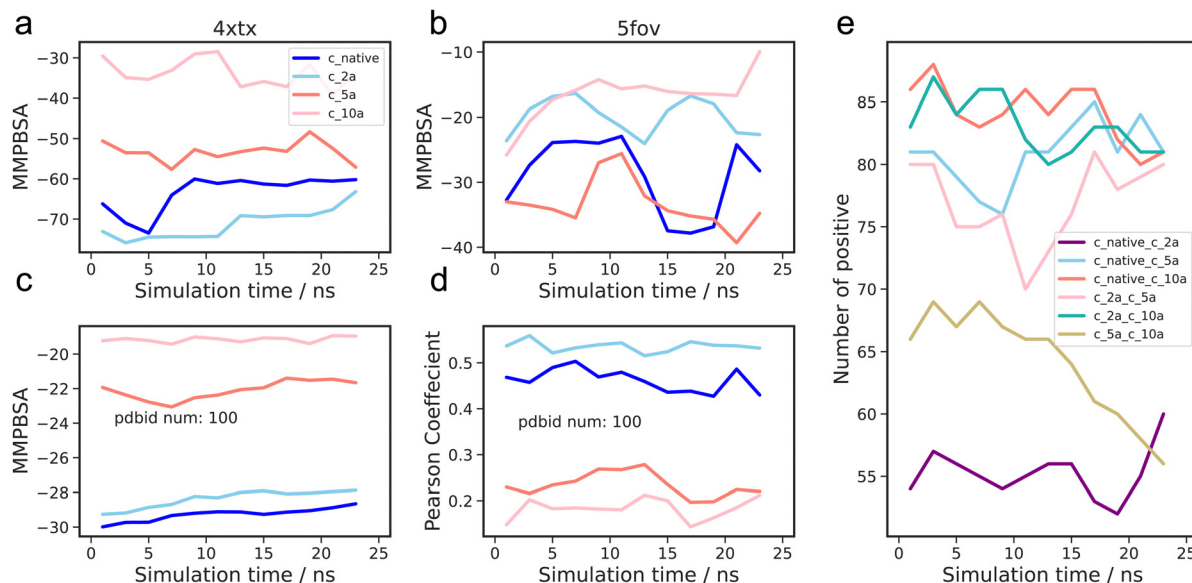 a
4xtx
MMPBSA
−30
−40
−50
−60
−70
c_native
c_2a
c_5a
c_10a
0 5 10 15 20 25
Simulation time / ns
b
5fov
MMPBSA
−10
−20
−30
−40
0 5 10 15 20 25
Simulation time / ns
c
MMPBSA
−20
−22
−24
−26
−28
−30
pdbid num: 100
0 5 10 15 20 25
Simulation time / ns
d
Pearson Coeffecient
0.5
0.4
0.3
0.2
pdbid num: 100
0 5 10 15 20 25
Simulation time / ns
e
Number of positive
85
80
75
70
65
60
55
c_native_c_2a
c_native_c_5a
c_native_c_10a
c_2a_c_5a
c_2a_c_10a
c_5a_c_10a
0 5 10 15 20 25
Simulation time / ns